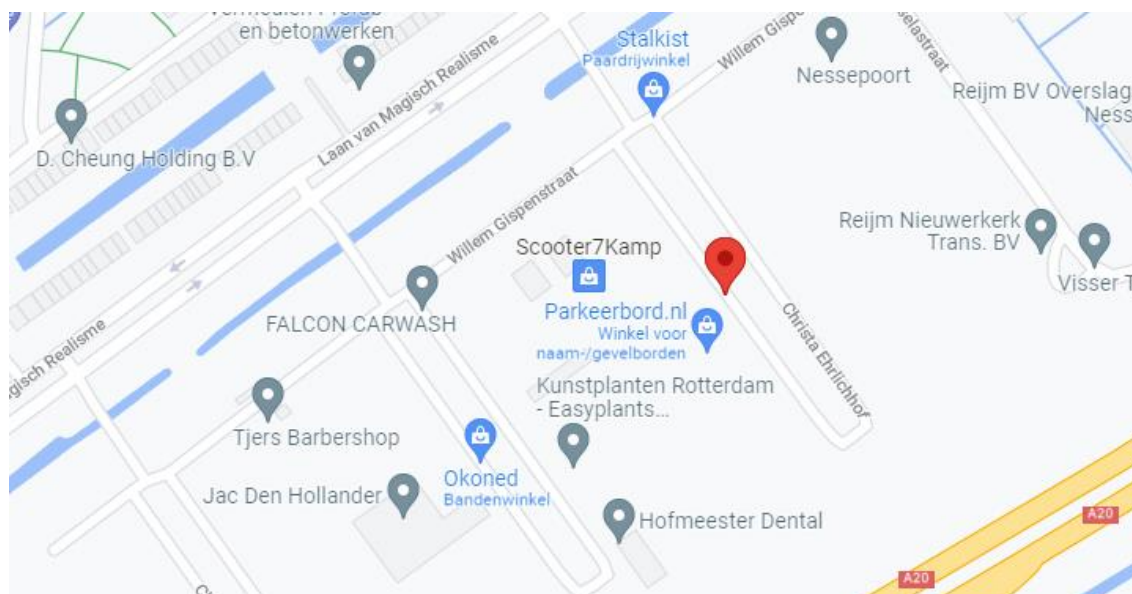 en betonwerken
D. Cheung Holding B.V
Laan van Magisch Realisme
Stalkist
Paardrijwinkel
Nessepoort
Reijm BV Overslag
Ness
Willem Gispenstraat
Scooter7Kamp
Reijm Nieuwerkerk
Trans. BV
Visser T
FALCON CARWASH
Parkeerbord.nl
Winkel voor
naam-/gevelborden
Christa Ehrlichhof
gisch Realisme
Kunstplanten Rotterdam
- Easyplants...
Tjers Barbershop
Okoned
Bandenwinkel
Jac Den Hollander
Hofmeester Dental
A20
A20
Willem Gisp
selastraat